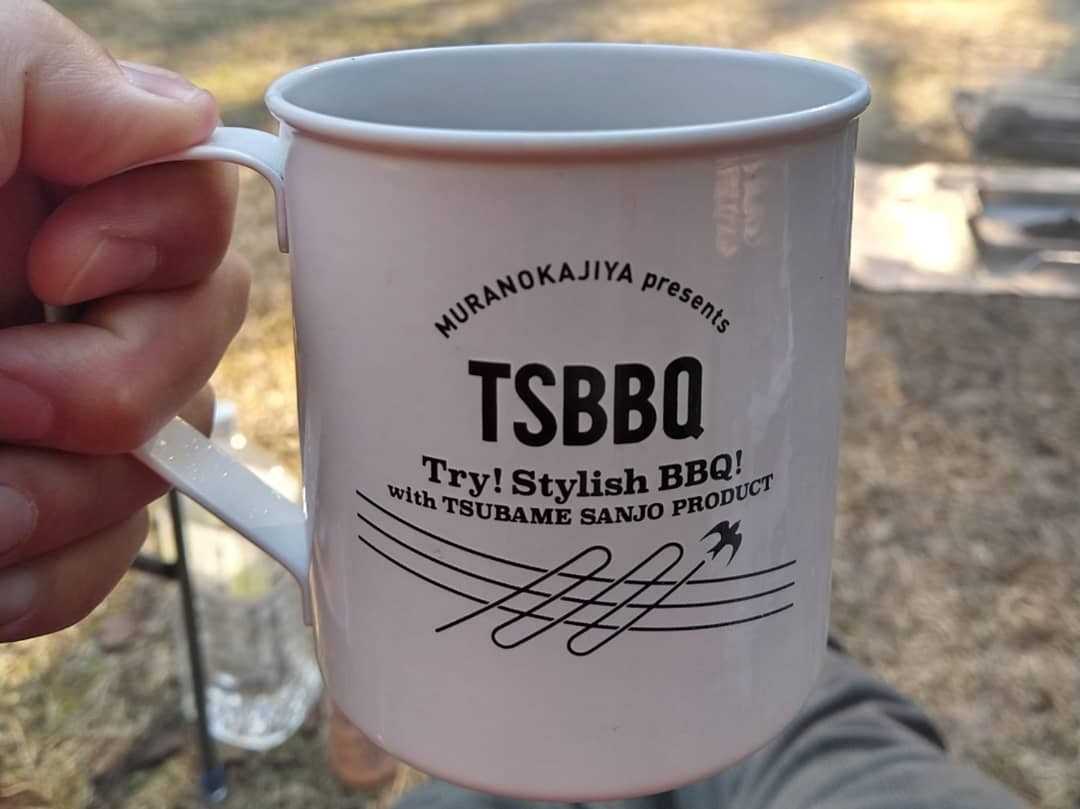 MURANOKAJIYA presents
TSBBQ
Try! Stylish BBQ!
with TSUBAME SANJO PRODUCT